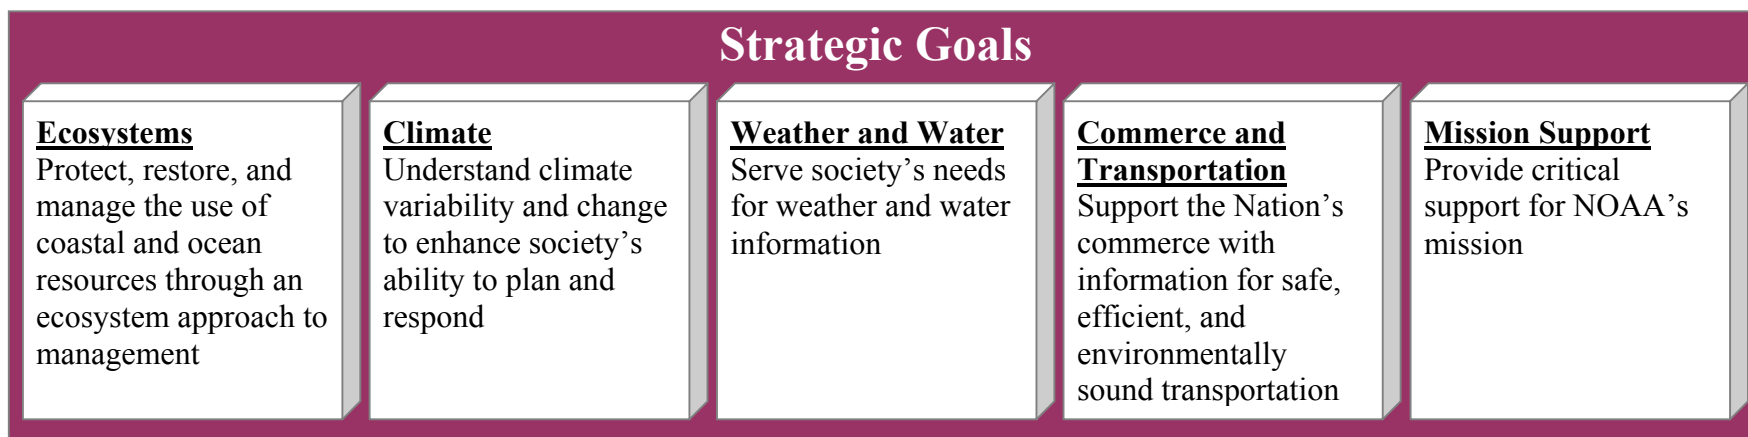 Strategic Goals
Ecosystems
Protect, restore, and
manage the use of
coastal and ocean
resources through an
ecosystem approach to
management
Climate
Understand climate
variability and change
to enhance society’s
ability to plan and
respond
Weather and Water
Serve society’s needs
for weather and water
information
Commerce and
Transportation
Support the Nation’s
commerce with
information for safe,
efficient, and
environmentally
sound transportation
Mission Support
Provide critical
support for NOAA’s
mission